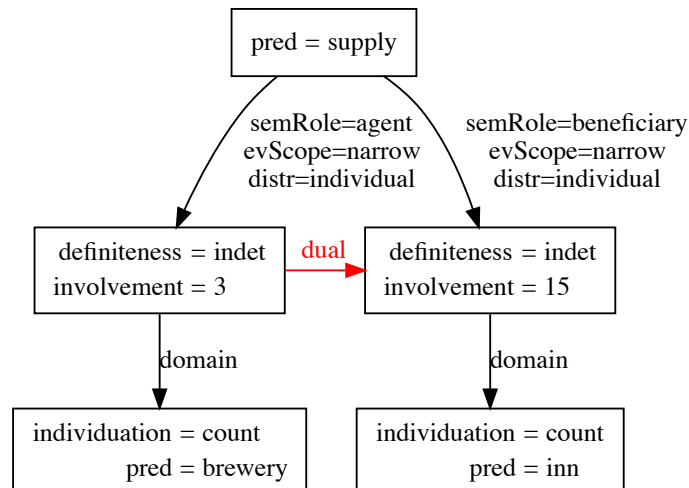 pred = supply
semRole=agent
evScope=narrow
distr=individual
semRole=beneficiary
evScope=narrow
distr=individual
definiteness = indet
involvement = 3
dual
definiteness = indet
involvement = 15
domain
domain
individuation = count
pred = brewery
individuation = count
pred = inn